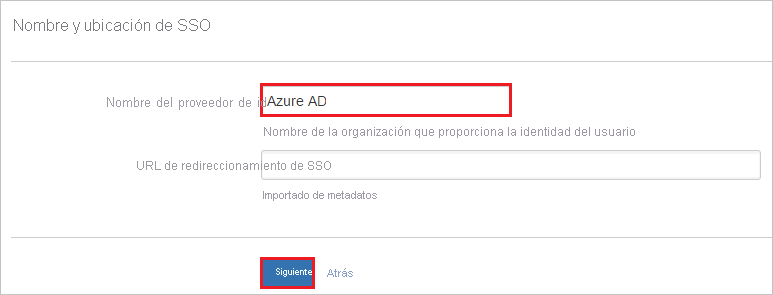 Nombre y ubicación de SSO
Nombre del proveedor de id Azure AD
Nombre de la organización que proporciona la identidad del usuario
URL de redireccionamiento de SSO
Importado de metadatos
Siguiente Atrás